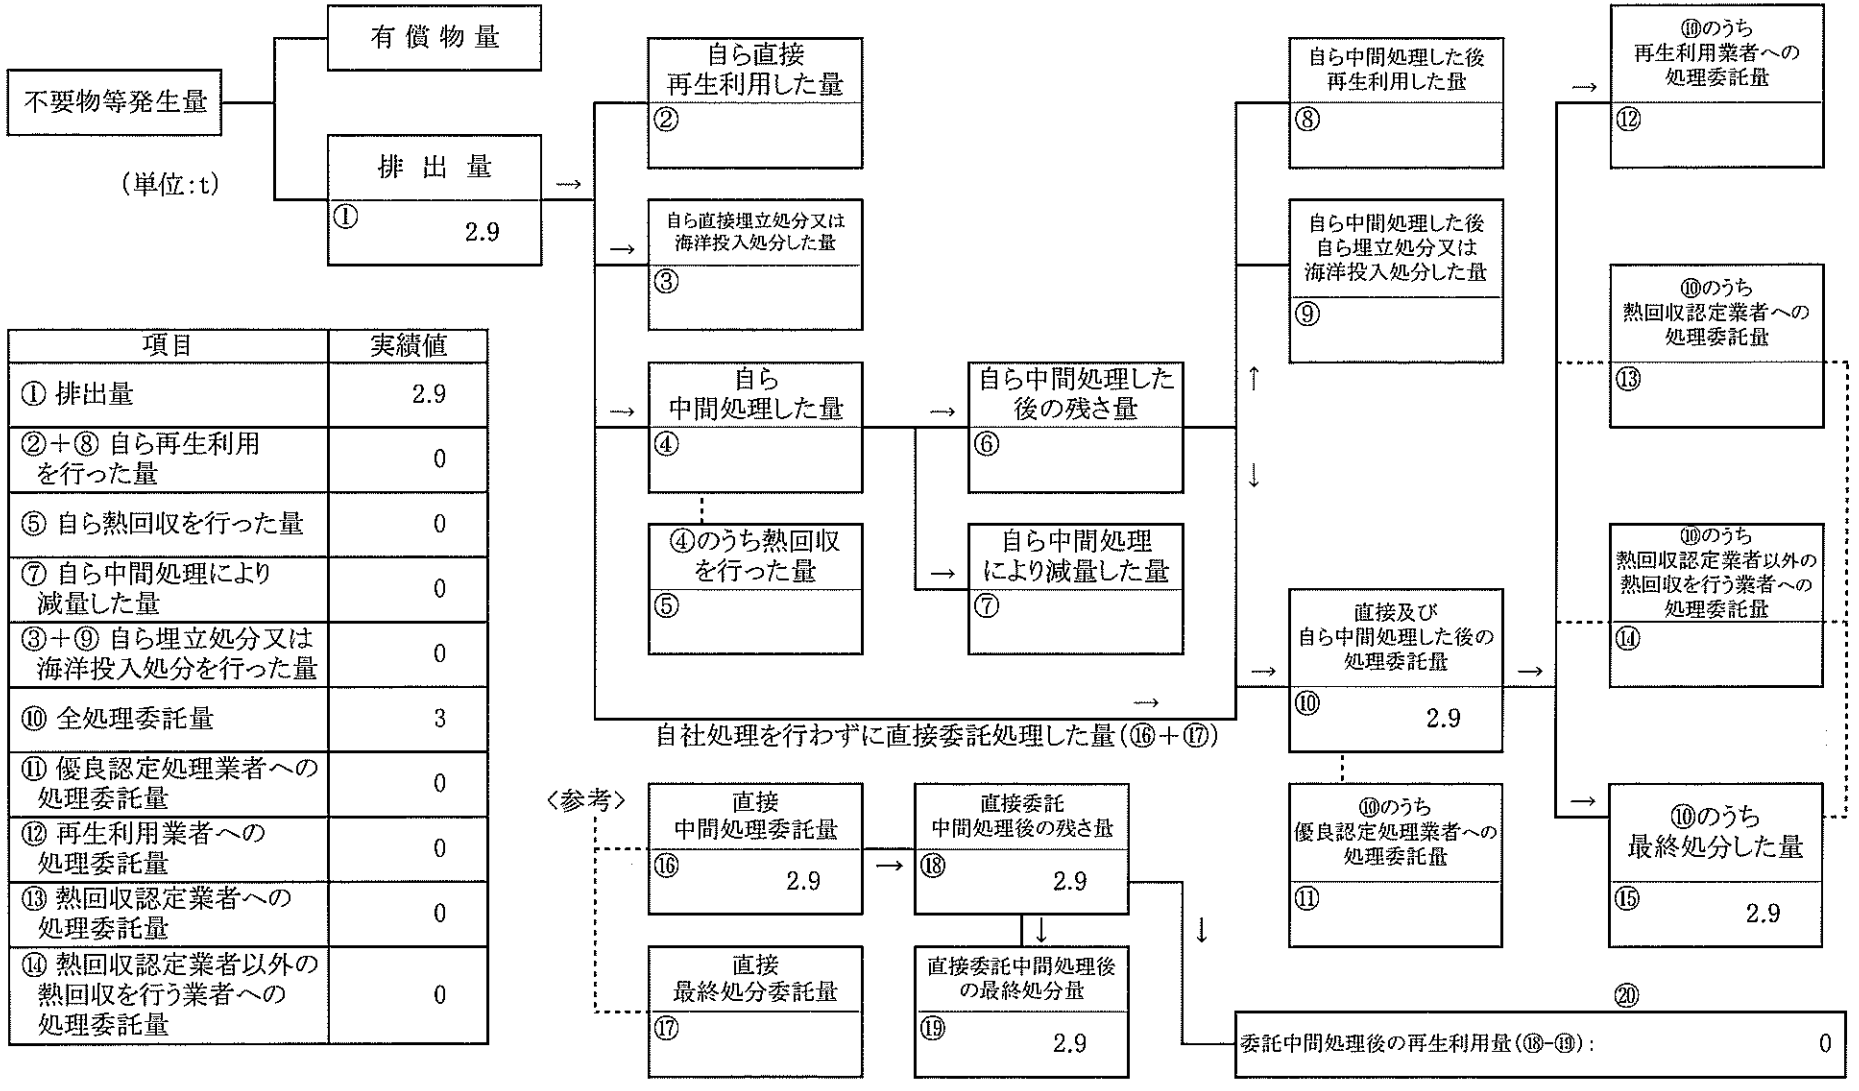 不要物等発生量
(単位:t)
有償物量
排出量
①
2.9
自ら直接
再生利用した量
②
自ら直接埋立処分又は
海洋投入処分した量
③
自ら
中間処理した量
④
④のうち熱回収
を行った量
⑤
自ら中間処理した
後の残さ量
⑥
自ら中間処理
により減量した量
⑦
自ら中間処理した後
再生利用した量
⑧
自ら中間処理した後
自ら埋立処分又は
海洋投入処分した量
⑨
直接及び
自ら中間処理した後の
処理委託量
⑩
2.9
⑩のうち
優良認定処理業者への
処理委託量
⑪
⑩のうち
再生利用業者への
処理委託量
⑫
⑩のうち
熱回収認定業者への
処理委託量
⑬
⑩のうち
熱回収認定業者以外の
熱回収を行う業者への
処理委託量
⑭
⑩のうち
最終処分した量
⑮
2.9
自社処理を行わずに直接委託処理した量(⑯+⑰)
〈参考〉
直接
中間処理委託量
⑯
2.9
直接
最終処分委託量
⑰
直接委託
中間処理後の残さ量
⑱
2.9
直接委託中間処理後
の最終処分量
⑲
2.9
⑳
委託中間処理後の再生利用量(⑱-⑲): 0
項目 実績値
① 排出量 2.9
②+⑧ 自ら再生利用
を行った量 0
⑤ 自ら熱回収を行った量 0
⑦ 自ら中間処理により
減量した量 0
③+⑨ 自ら埋立処分又は
海洋投入処分を行った量 0
⑩ 全処理委託量 3
⑪ 優良認定処理業者への
処理委託量 0
⑫ 再生利用業者への
処理委託量 0
⑬ 熱回収認定業者への
処理委託量 0
⑭ 熱回収認定業者以外の
熱回収を行う業者への
処理委託量 0